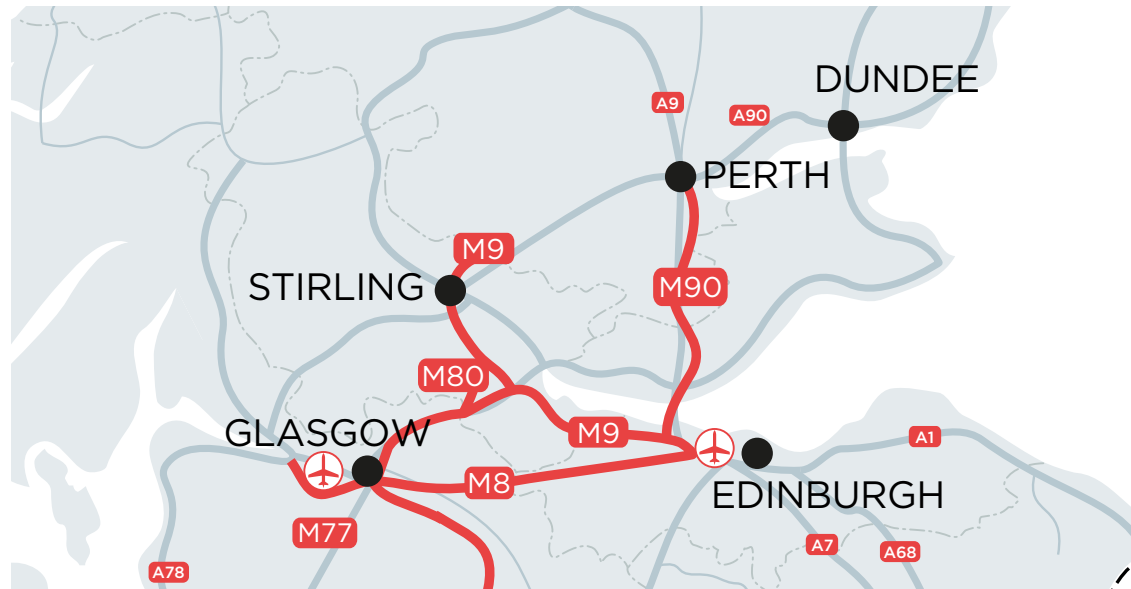 DUNDEE
A9
A90
PERTH
M9
STIRLING
M90
M80
GLASGOW
M9
A1
M8
EDINBURGH
M77
A7
A68
A78